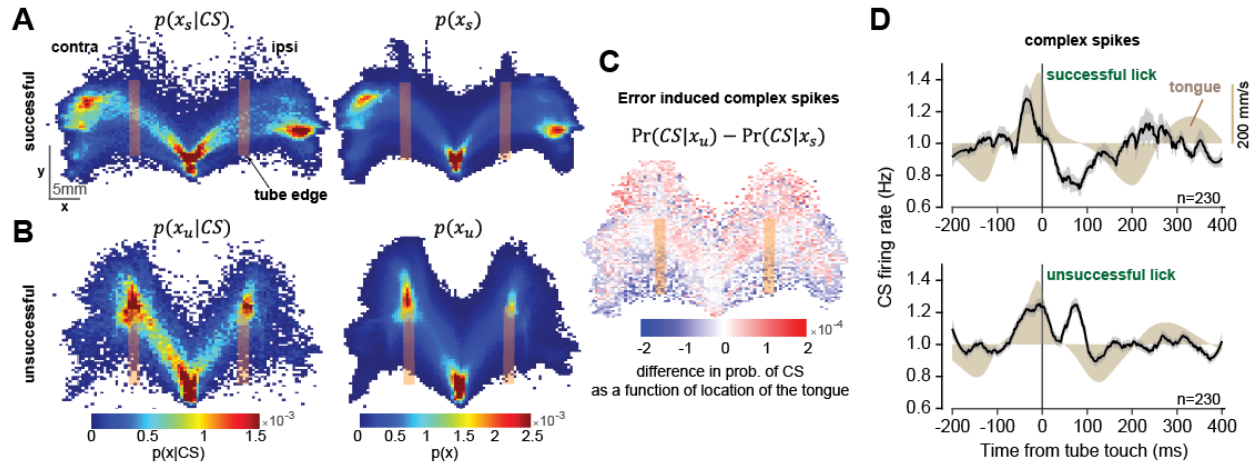 A
p(x_s|CS)
p(x_s)
contra
ipsi
successful
y
5mm
x
tube edge
B
p(x_u|CS)
p(x_u)
unsuccessful
0 0.5 1 1.5 ×10⁻³
p(x|CS)
0 1 1.5 2 2.5 ×10⁻³
p(x)
C
Error induced complex spikes
Pr(CS|x_u) − Pr(CS|x_s)
-2 -1 0 1 2 ×10⁻⁴
difference in prob. of CS
as a function of location of the tongue
D
complex spikes
successful lick
tongue
200 mm/s
1.4
1.2
1.0
0.8
0.6
n=230
-200 -100 0 100 200 300 400
unsuccessful lick
1.4
1.2
1.0
0.8
0.6
n=230
-200 -100 0 100 200 300 400
CS firing rate (Hz)
Time from tube touch (ms)